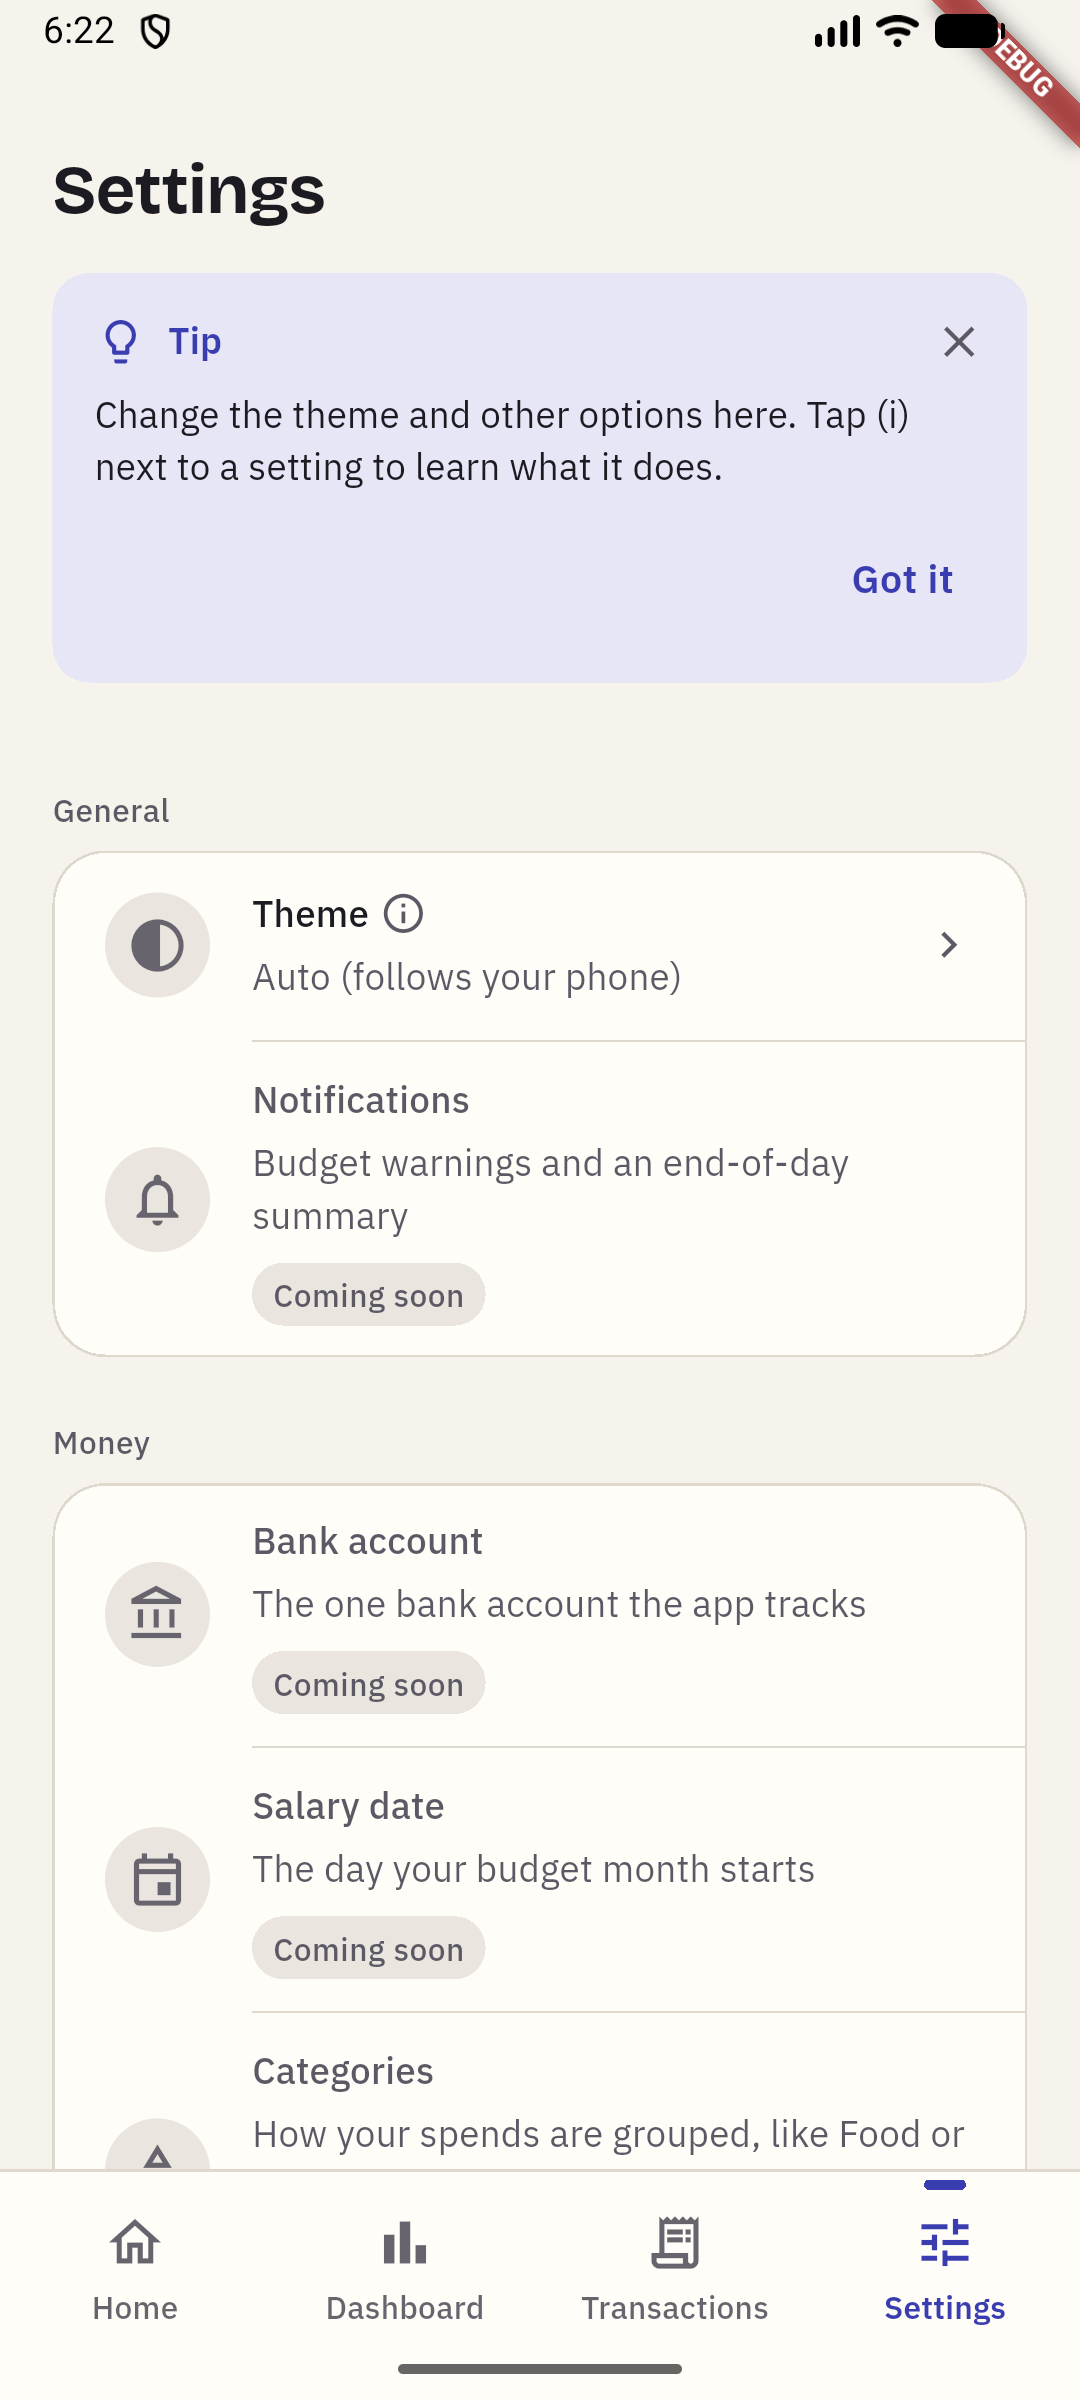 6:22
EBUG
Settings
Tip
Change the theme and other options here. Tap (i)
next to a setting to learn what it does.
Got it
General
Theme
Auto (follows your phone)
Notifications
Budget warnings and an end-of-day
summary
Coming soon
Money
Bank account
The one bank account the app tracks
Coming soon
Salary date
The day your budget month starts
Coming soon
Categories
How your spends are grouped, like Food or
Home
Dashboard
Transactions
Settings